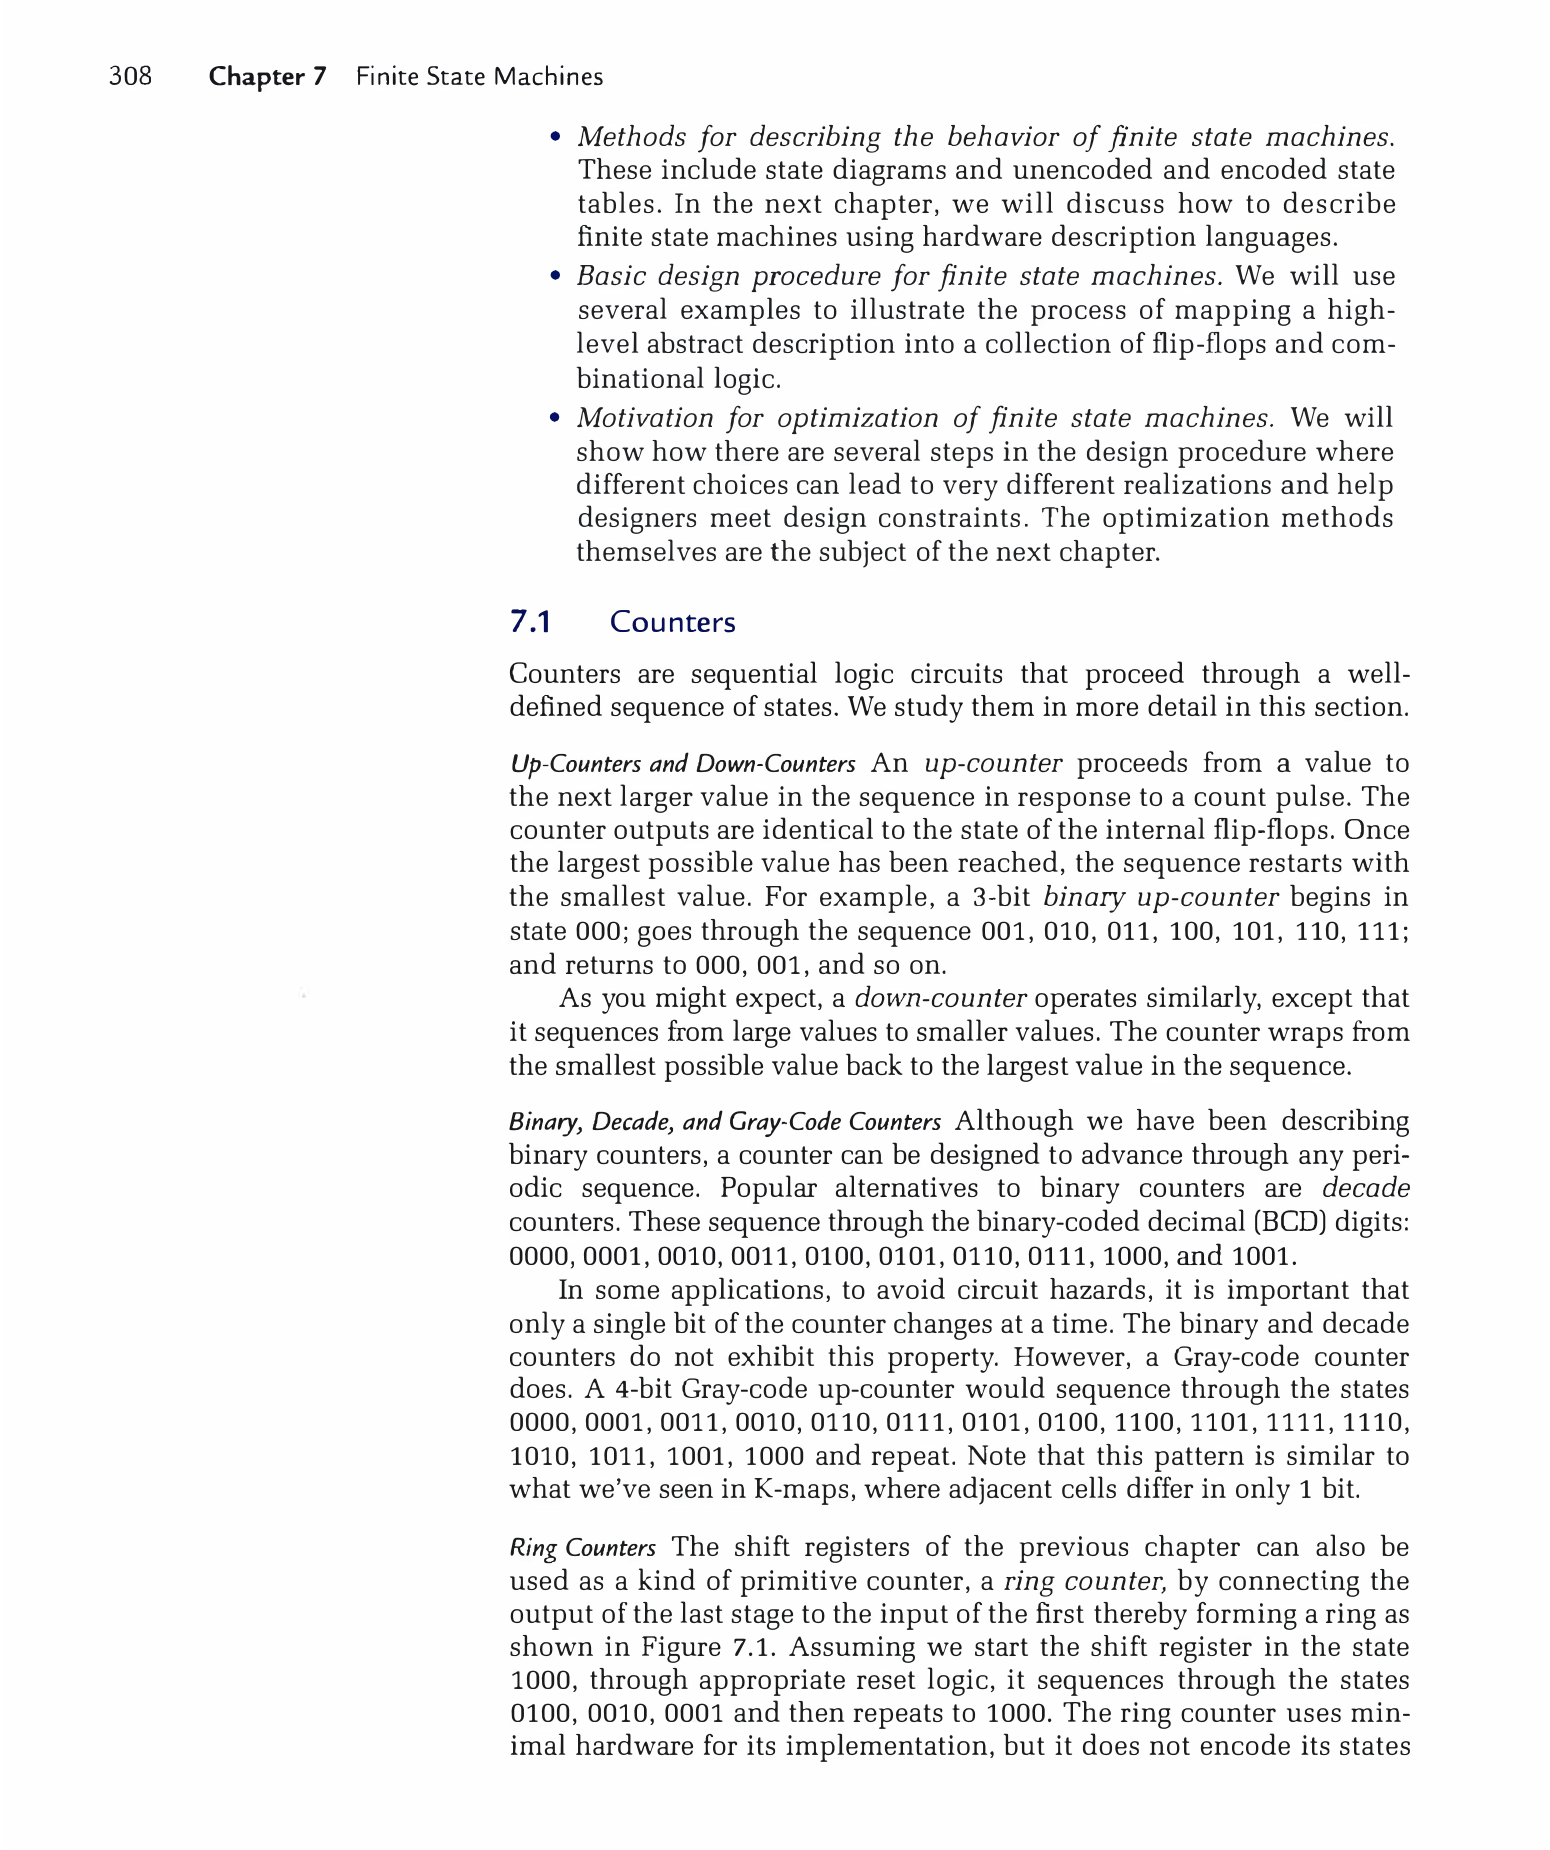 308 Chapter 7 Finite State Machines
• Methods for describing the behavior of finite state machines.
These include state diagrams and unencoded and encoded state
tables. In the next chapter, we will discuss how to describe
finite state machines using hardware description languages.
• Basic design procedure for finite state machines. We will use
several examples to illustrate the process of mapping a high-
level abstract description into a collection of flip-flops and com-
binational logic.
• Motivation for optimization of finite state machines. We will
show how there are several steps in the design procedure where
different choices can lead to very different realizations and help
designers meet design constraints. The optimization methods
themselves are the subject of the next chapter.
7.1 Counters
Counters are sequential logic circuits that proceed through a well-
defined sequence of states. We study them in more detail in this section.
Up-Counters and Down-Counters An up-counter proceeds from a value to
the next larger value in the sequence in response to a count pulse. The
counter outputs are identical to the state of the internal flip-flops. Once
the largest possible value has been reached, the sequence restarts with
the smallest value. For example, a 3-bit binary up-counter begins in
state 000; goes through the sequence 001, 010, 011, 100, 101, 110, 111;
and returns to 000, 001, and so on.
As you might expect, a down-counter operates similarly, except that
it sequences from large values to smaller values. The counter wraps from
the smallest possible value back to the largest value in the sequence.
Binary, Decade, and Gray-Code Counters Although we have been describing
binary counters, a counter can be designed to advance through any peri-
odic sequence. Popular alternatives to binary counters are decade
counters. These sequence through the binary-coded decimal (BCD) digits:
0000, 0001, 0010, 0011, 0100, 0101, 0110, 0111, 1000, and 1001.
In some applications, to avoid circuit hazards, it is important that
only a single bit of the counter changes at a time. The binary and decade
counters do not exhibit this property. However, a Gray-code counter
does. A 4-bit Gray-code up-counter would sequence through the states
0000, 0001, 0011, 0010, 0110, 0111, 0101, 0100, 1100, 1101, 1111, 1110,
1010, 1011, 1001, 1000 and repeat. Note that this pattern is similar to
what we've seen in K-maps, where adjacent cells differ in only 1 bit.
Ring Counters The shift registers of the previous chapter can also be
used as a kind of primitive counter, a ring counter, by connecting the
output of the last stage to the input of the first thereby forming a ring as
shown in Figure 7.1. Assuming we start the shift register in the state
1000, through appropriate reset logic, it sequences through the states
0100, 0010, 0001 and then repeats to 1000. The ring counter uses min-
imal hardware for its implementation, but it does not encode its states